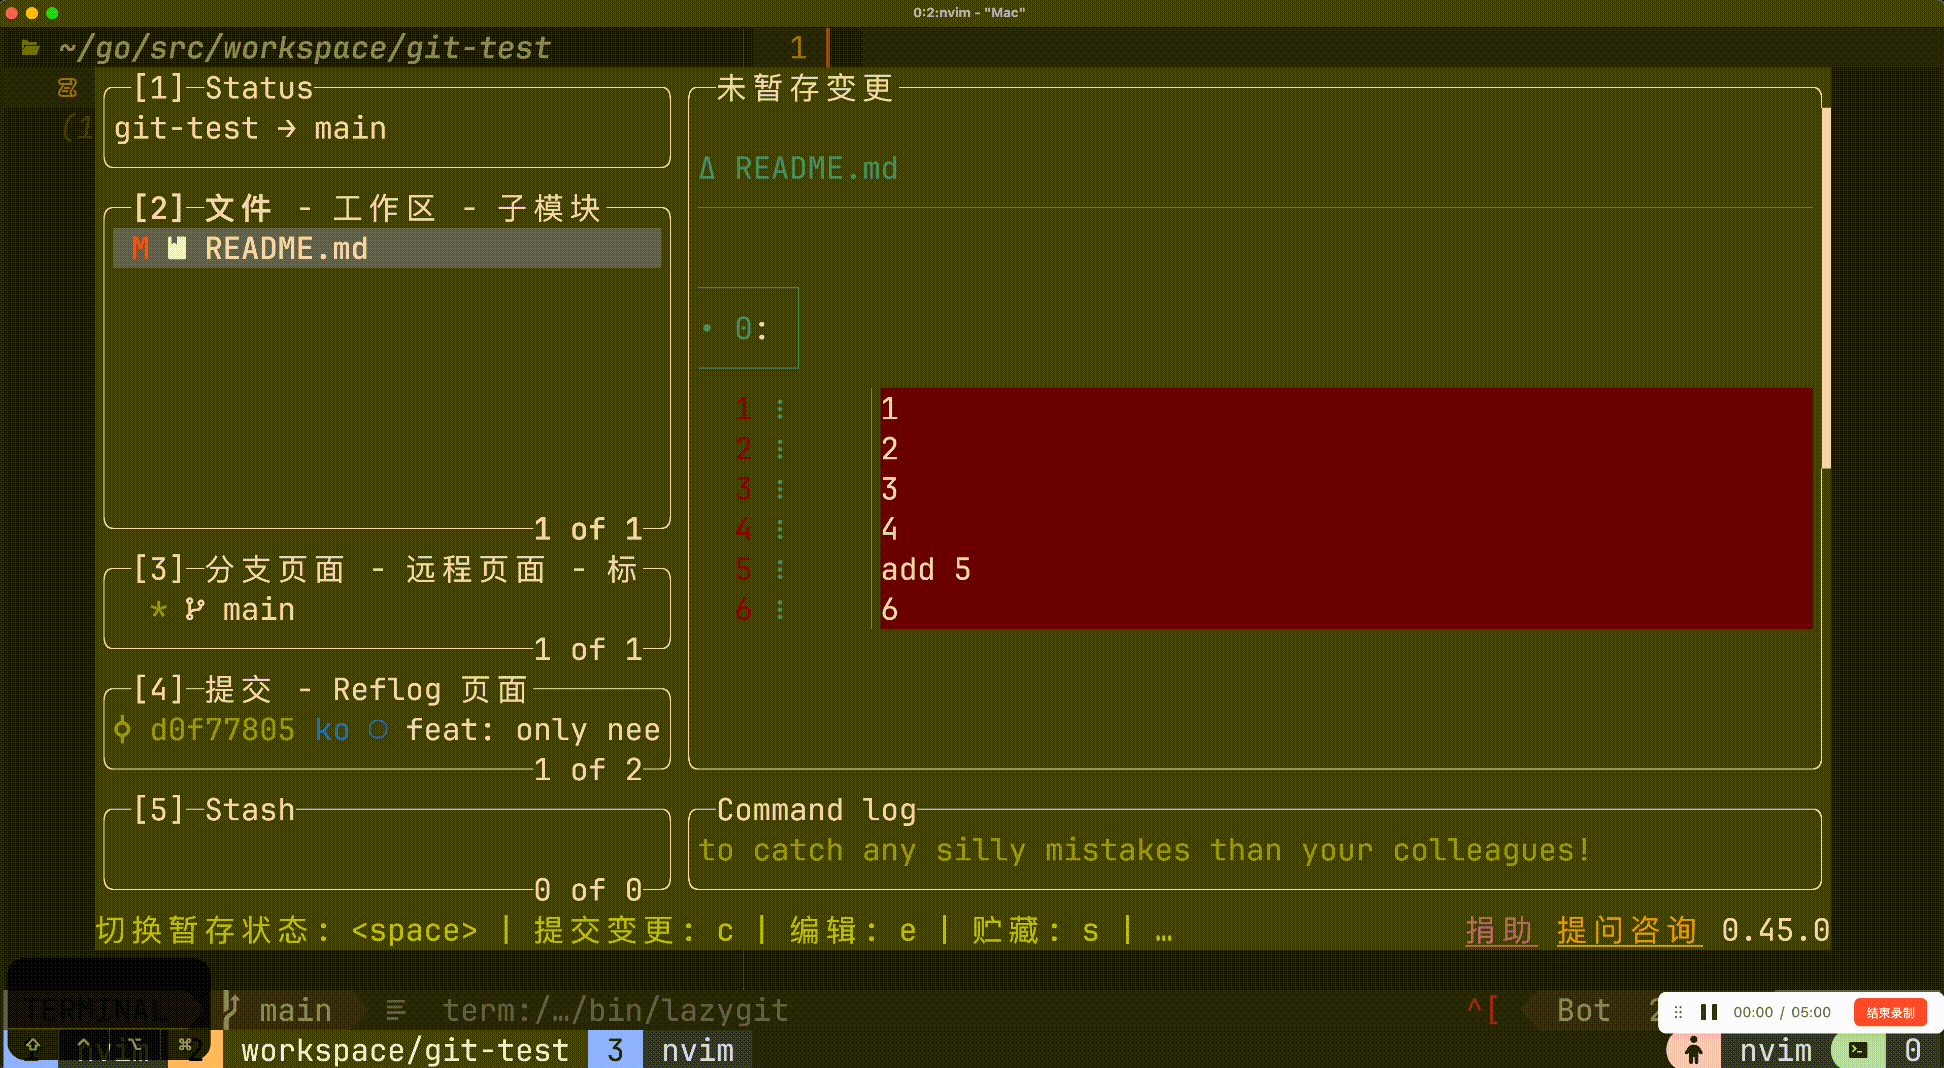 0:2:nvim - "Mac"
~/go/src/workspace/git-test
1
(1
[1]─Status
git-test → main
[2]─文件 - 工作区 - 子模块
M README.md
1 of 1
[3]─分支页面 - 远程页面 - 标
* main
1 of 1
[4]─提交 - Reflog 页面
d0f77805 ko ○ feat: only nee
1 of 2
[5]─Stash
0 of 0
未暂存变更
Δ README.md
• 0:
1 ⋮ 1
2 ⋮ 2
3 ⋮ 3
4 ⋮ 4
5 ⋮ add 5
6 ⋮ 6
Command log
to catch any silly mistakes than your colleagues!
切换暂存状态: <space> | 提交变更: c | 编辑: e | 贮藏: s | …
捐助 提问咨询 0.45.0
TERMINAL main term:/…/bin/lazygit ^[ Bot 2
00:00 / 05:00 结束录制
⇧ ^ ⌥ ⌘
nvim 2 workspace/git-test 3 nvim nvim 0